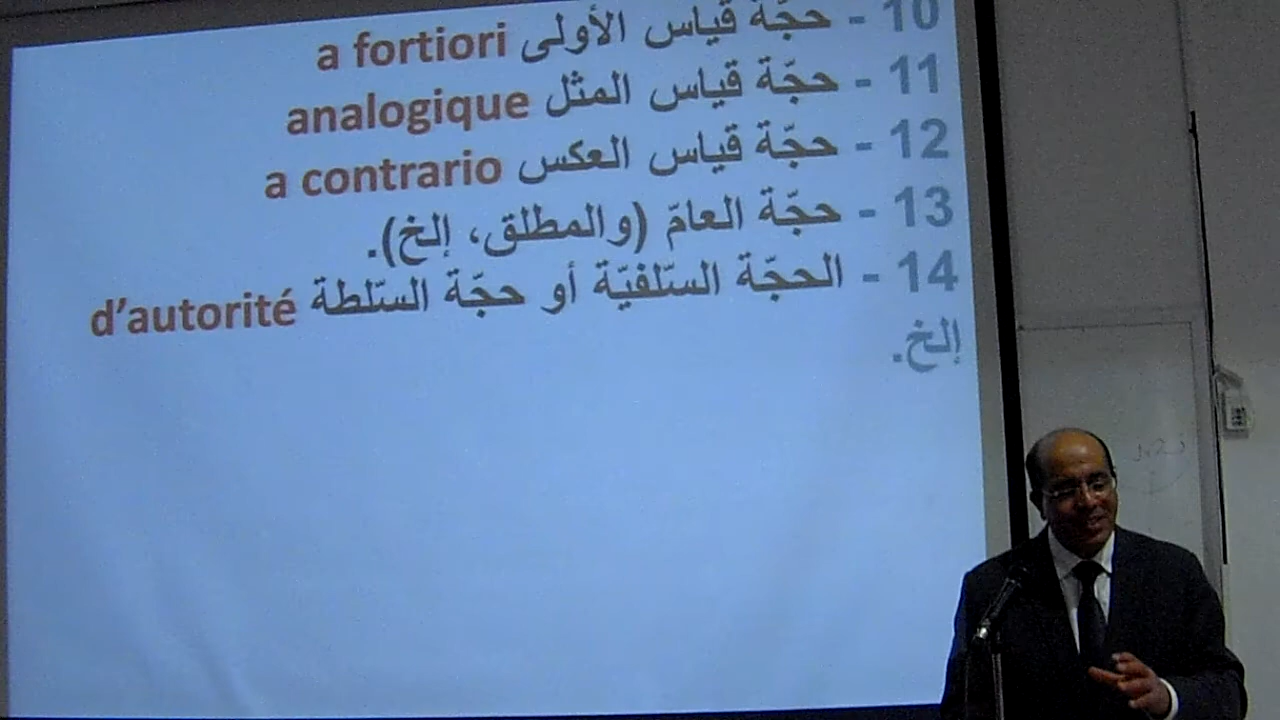 10 - حجّة قياس الأولى a fortiori
11 - حجّة قياس المثل analogique
12 - حجّة قياس العكس a contrario
13 - حجّة العامّ (والمطلق، إلخ).
14 - الحجّة السّلفيّة أو حجّة السّلطة d’autorité
إلخ.